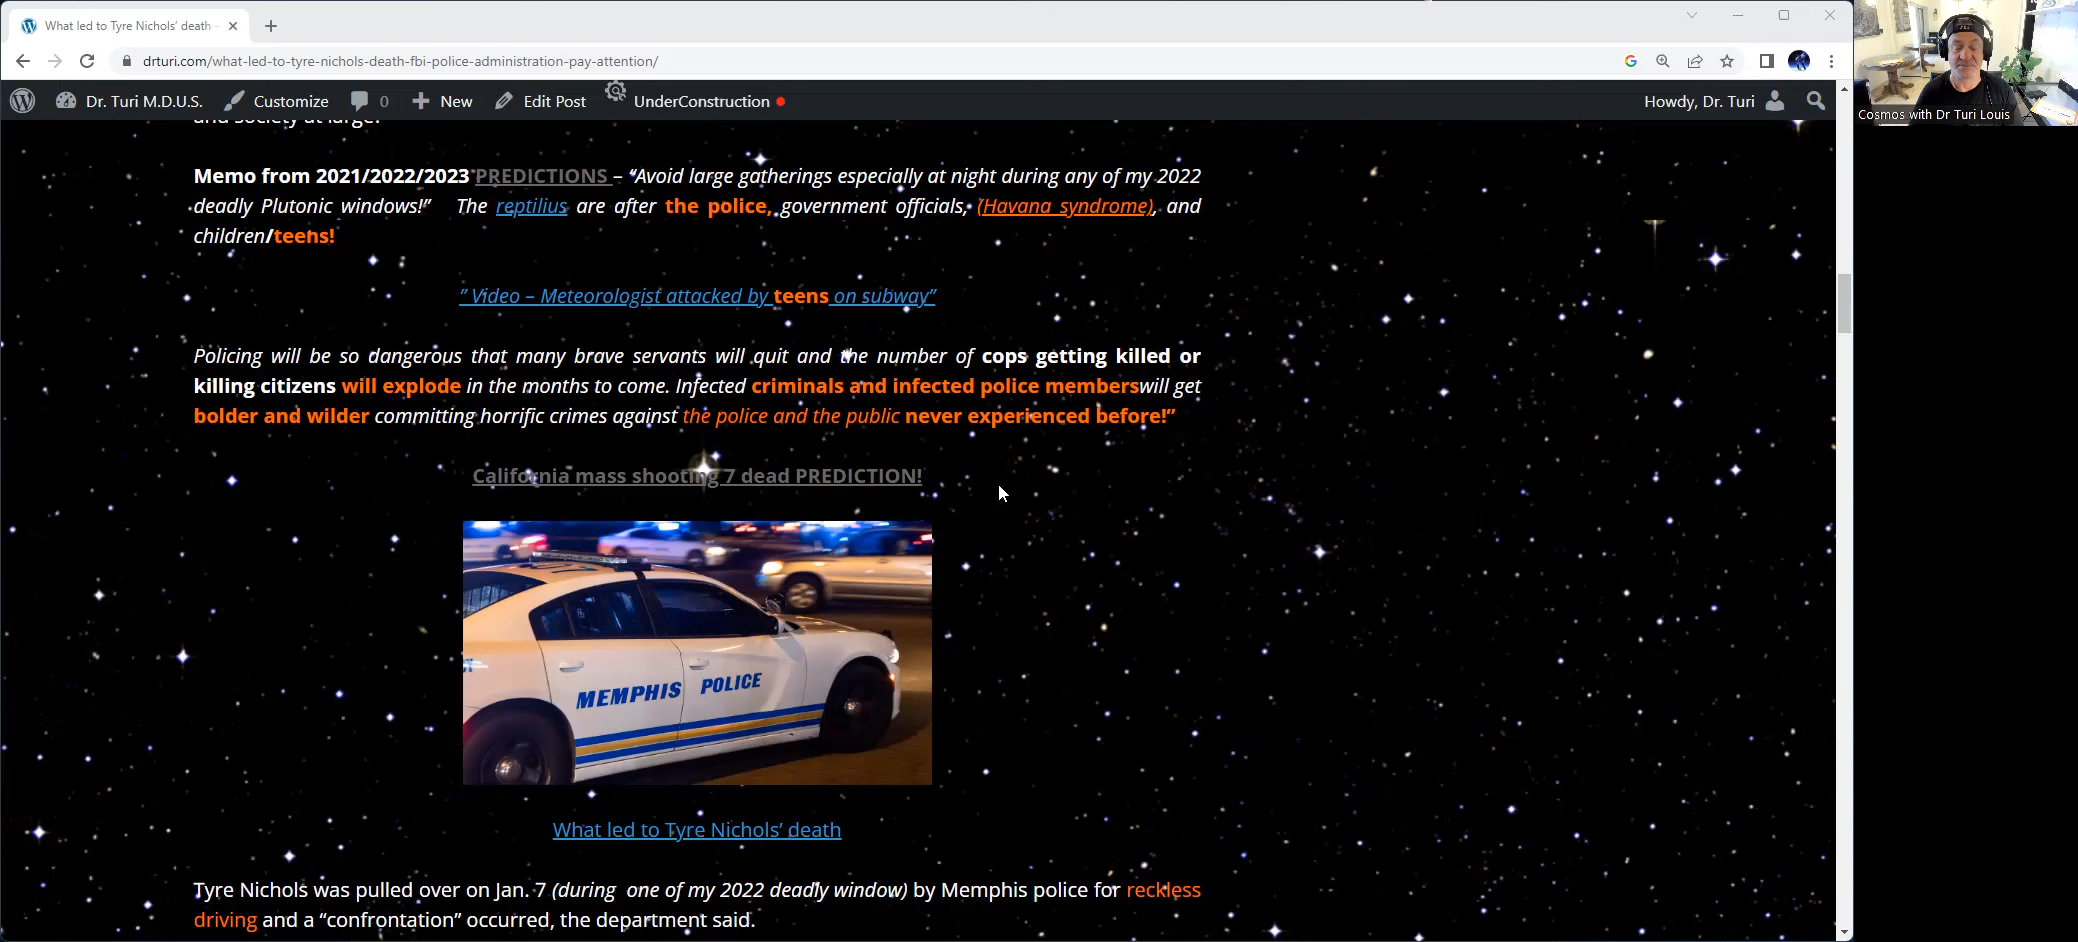 What led to Tyre Nichols' death -
drturi.com/what-led-to-tyre-nichols-death-fbi-police-administration-pay-attention/
Dr. Turi M.D.U.S. Customize 0 New Edit Post UnderConstruction Howdy, Dr. Turi
Cosmos with Dr Turi Louis
and society at large!
Memo from 2021/2022/2023 PREDICTIONS – “Avoid large gatherings especially at night during any of my 2022
deadly Plutonic windows!” The reptilius are after the police, government officials, (Havana syndrome), and
children/teens!
” Video – Meteorologist attacked by teens on subway”
Policing will be so dangerous that many brave servants will quit and the number of cops getting killed or
killing citizens will explode in the months to come. Infected criminals and infected police memberswill get
bolder and wilder committing horrific crimes against the police and the public never experienced before!”
California mass shooting 7 dead PREDICTION!
MEMPHIS POLICE
What led to Tyre Nichols’ death
Tyre Nichols was pulled over on Jan. 7 (during one of my 2022 deadly window) by Memphis police for reckless
driving and a “confrontation” occurred, the department said.